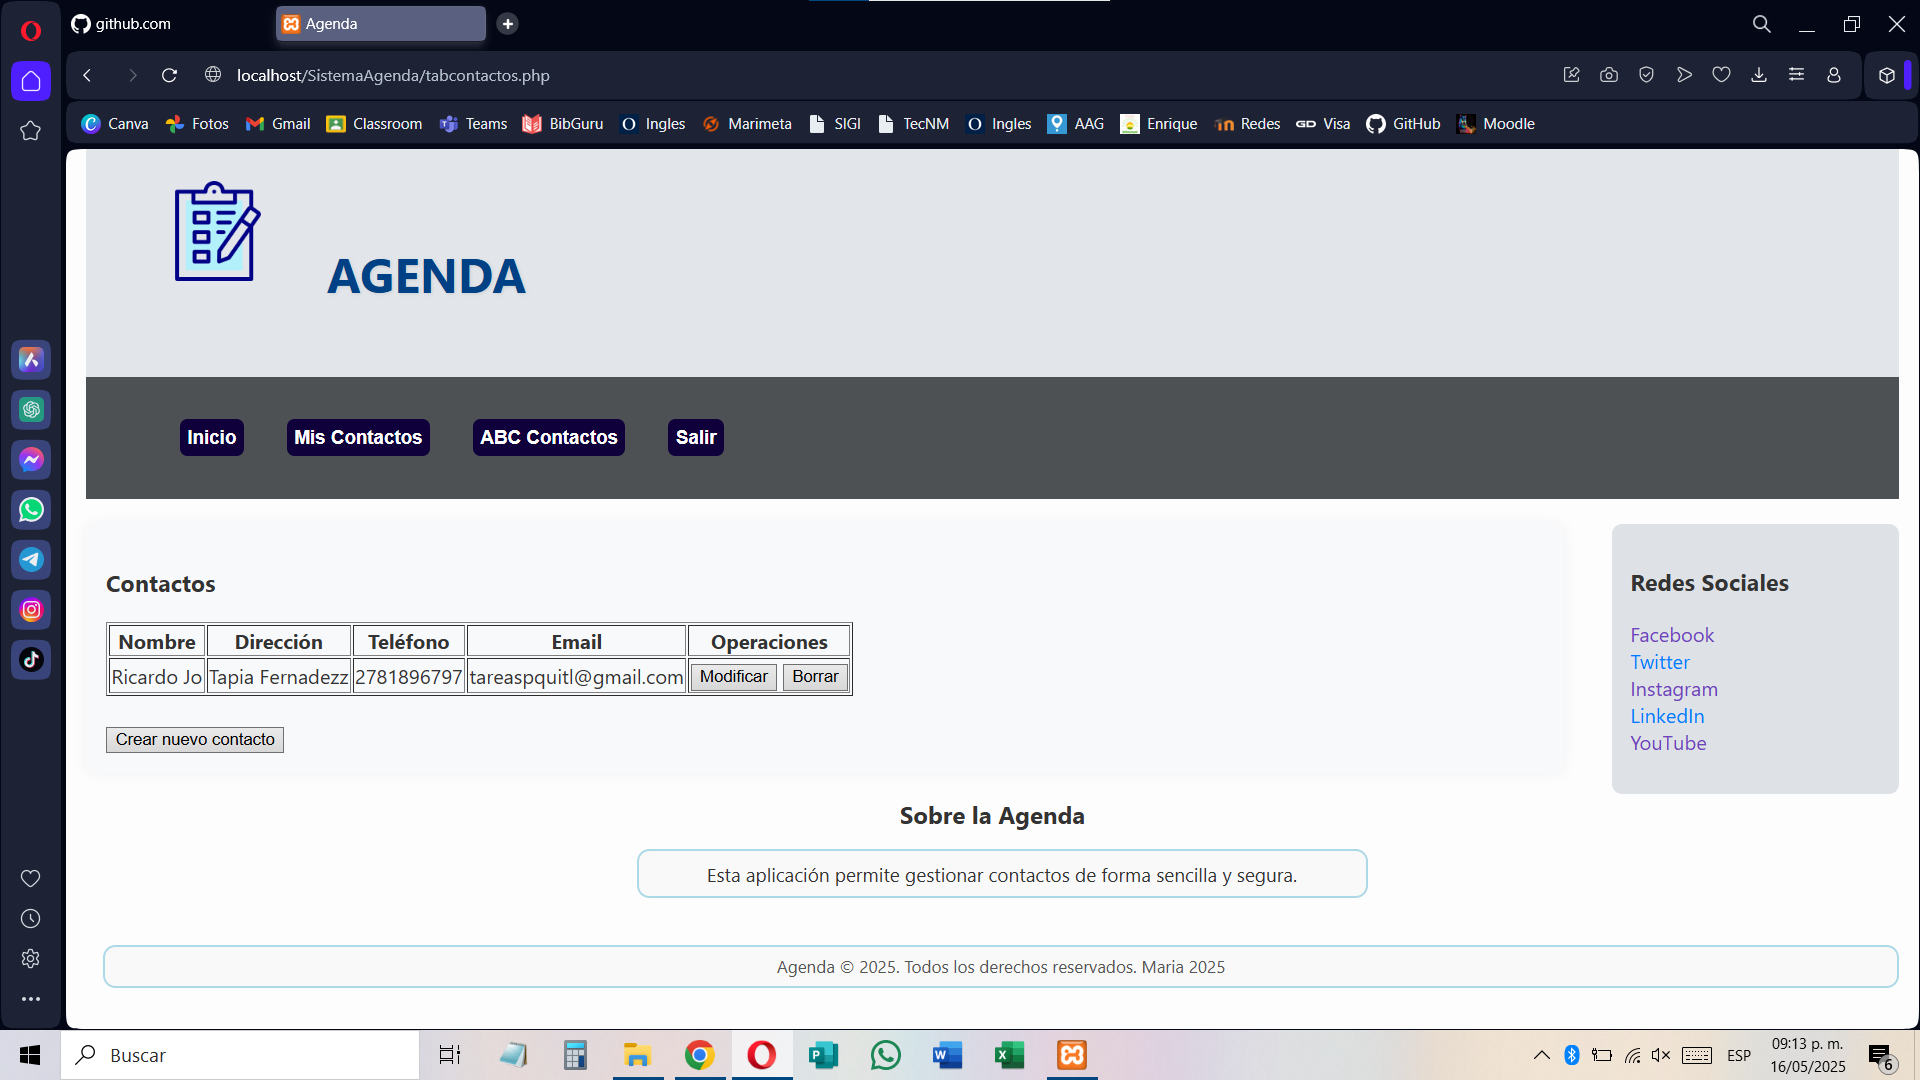 github.com
Agenda
localhost/SistemaAgenda/tabcontactos.php
Canva Fotos Gmail Classroom Teams BibGuru Ingles Marimeta SIGI TecNM Ingles AAG Enrique Redes Visa GitHub Moodle
AGENDA
Inicio Mis Contactos ABC Contactos Salir
Contactos
Nombre Dirección Teléfono Email Operaciones
Ricardo Jo Tapia Fernadezz 2781896797 tareaspquitl@gmail.com Modificar Borrar
Crear nuevo contacto
Redes Sociales
Facebook
Twitter
Instagram
LinkedIn
YouTube
Sobre la Agenda
Esta aplicación permite gestionar contactos de forma sencilla y segura.
Agenda © 2025. Todos los derechos reservados. Maria 2025
Buscar
ESP
09:13 p. m.
16/05/2025
6